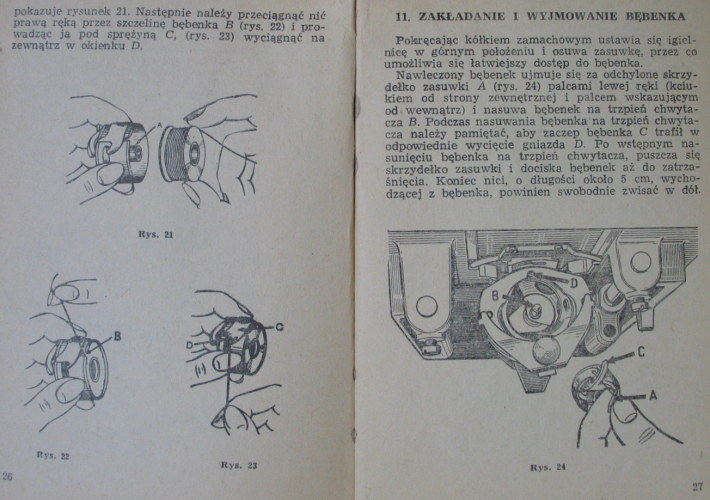 pokazuje rysunek 21. Następnie należy przeciągnąć nić
prawą ręką przez szczelinę bębenka B (rys. 22) i pro-
wadząc ją pod sprężyną C, (rys. 23) wyciągnąć na
zewnątrz w okienku D.
A
Rys. 21
B
Rys. 22
C
D
Rys. 23
26
11. ZAKŁADANIE I WYJMOWANIE BĘBENKA
Pokręcając kółkiem zamachowym ustawia się igiel-
nicę w górnym położeniu i osuwa zasuwkę, przez co
umożliwia się łatwiejszy dostęp do bębenka.
Nawleczony bębenek ujmuje się za odchylone skrzy-
dełko zasuwki A (rys. 24) palcami lewej ręki (kciu-
kiem od strony zewnętrznej i palcem wskazującym
od wewnątrz) i nasuwa bębenek na trzpień chwyta-
cza B. Podczas nasuwania bębenka na trzpień chwyta-
cza należy pamiętać, aby zaczep bębenka C trafił w
odpowiednie wycięcie gniazda D. Po wstępnym na-
sunięciu bębenka na trzpień chwytacza, puszcza się
skrzydełko zasuwki i dociska bębenek aż do zatrza-
śnięcia. Koniec nici, o długości około 5 cm, wycho-
dzącej z bębenka, powinien swobodnie zwisać w dół.
B
D
C
A
Rys. 24
27